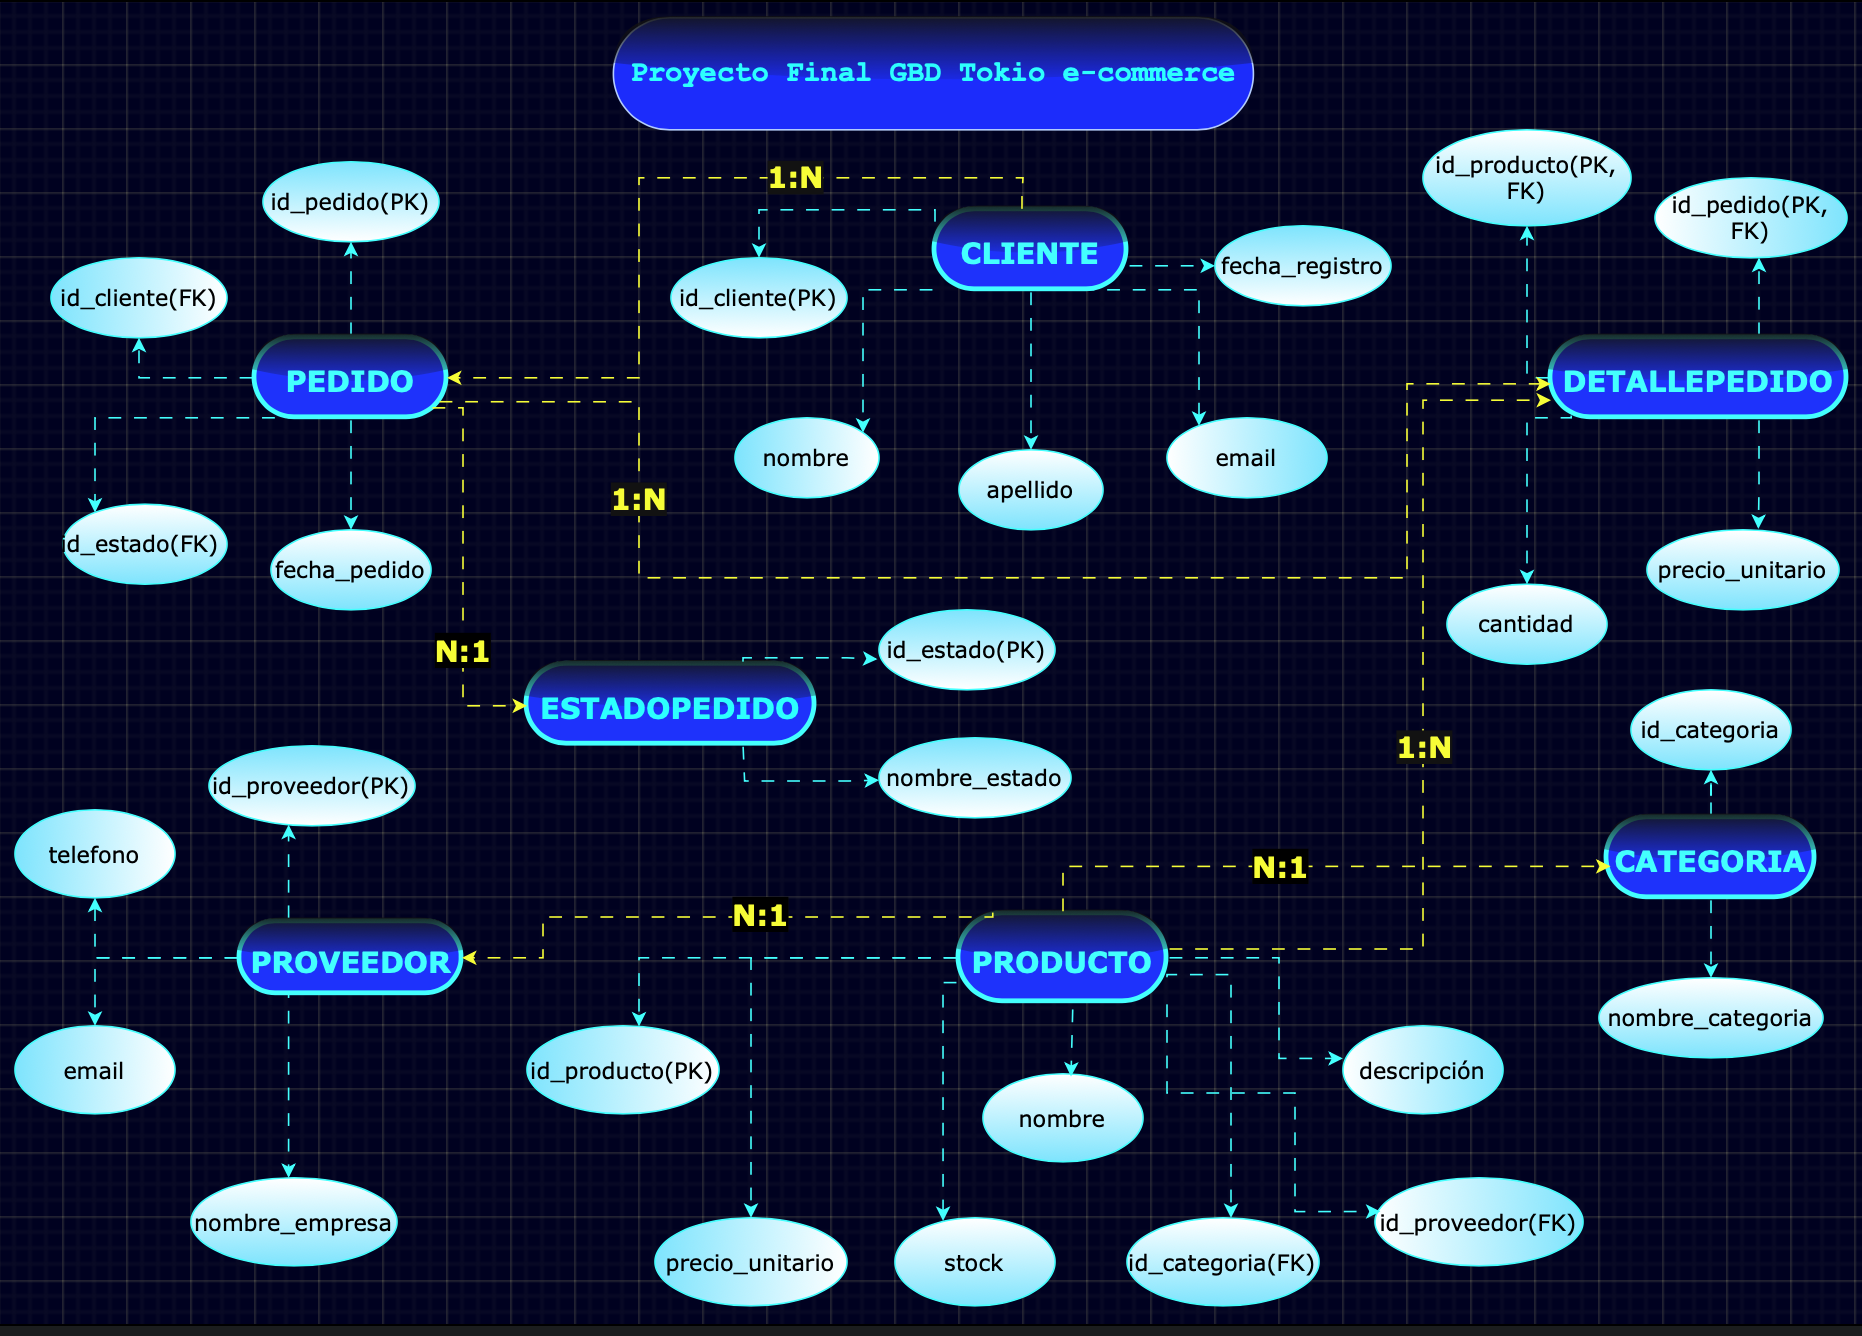 Proyecto Final GBD Tokio e-commerce
id_producto(PK,
FK)
1:N
id_pedido(PK)
id_pedido(PK,
FK)
CLIENTE
fecha_registro
id_cliente(FK)
id_cliente(PK)
PEDIDO
DETALLEPEDIDO
nombre
email
apellido
1:N
id_estado(FK)
fecha_pedido
precio_unitario
cantidad
N:1
id_estado(PK)
ESTADOPEDIDO
id_categoria
1:N
nombre_estado
id_proveedor(PK)
telefono
N:1
CATEGORIA
N:1
PROVEEDOR
PRODUCTO
nombre_categoria
email
id_producto(PK)
descripción
nombre
nombre_empresa
id_proveedor(FK)
precio_unitario
stock
id_categoria(FK)